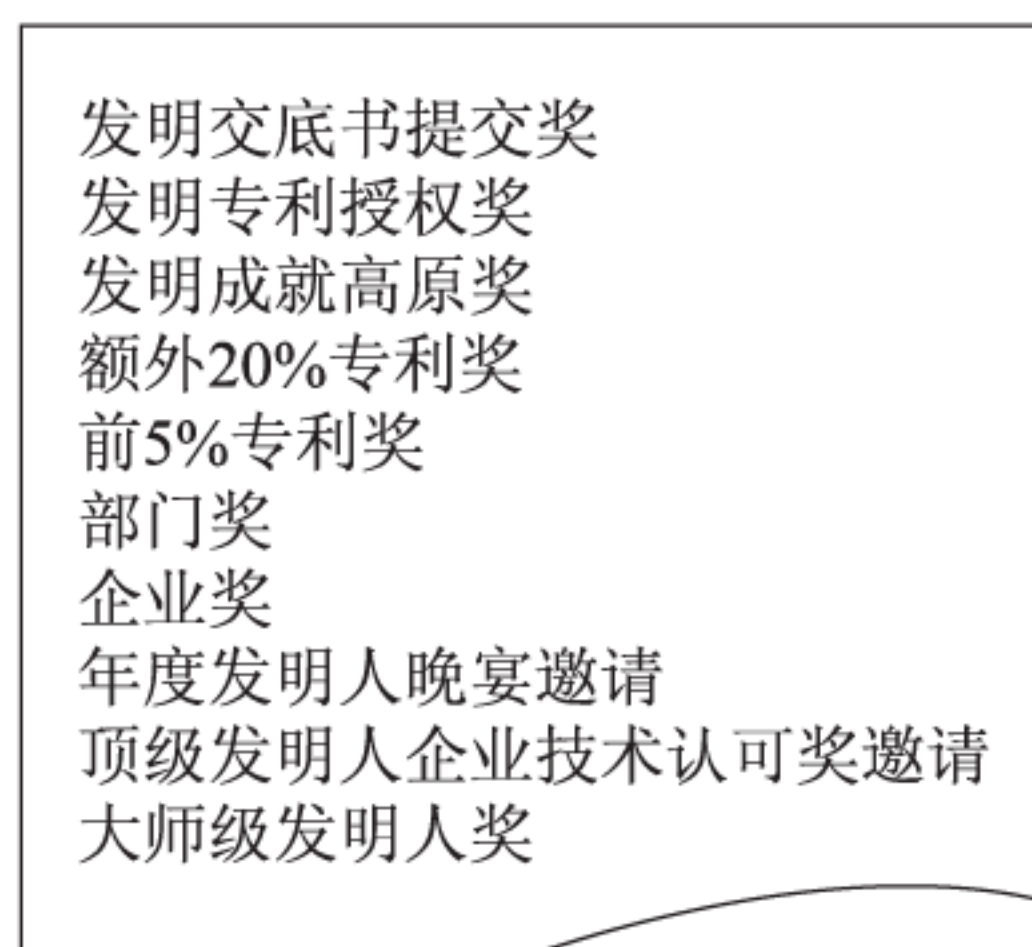 发明交底书提交奖
发明专利授权奖
发明成就高原奖
额外20%专利奖
前5%专利奖
部门奖
企业奖
年度发明人晚宴邀请
顶级发明人企业技术认可奖邀请
大师级发明人奖